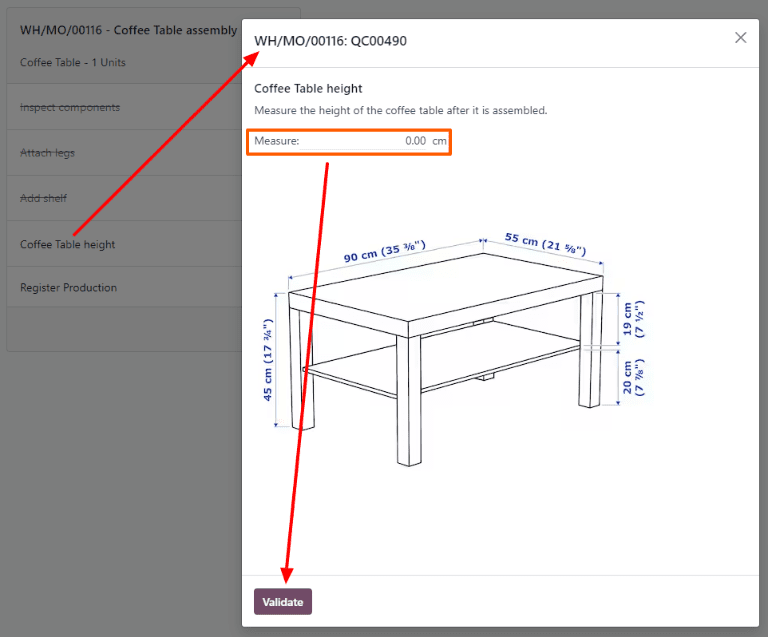 WH/MO/00116 - Coffee Table assembly
Coffee Table - 1 Units
Inspect components
Attach legs
Add shelf
Coffee Table height
Register Production
WH/MO/00116: QC00490
Coffee Table height
Measure the height of the coffee table after it is assembled.
Measure: 0.00 cm
90 cm (35 ⅜")
55 cm (21 ⅝")
45 cm (17 ¾")
19 cm
(7 ½")
20 cm
(7 ⅞")
Validate